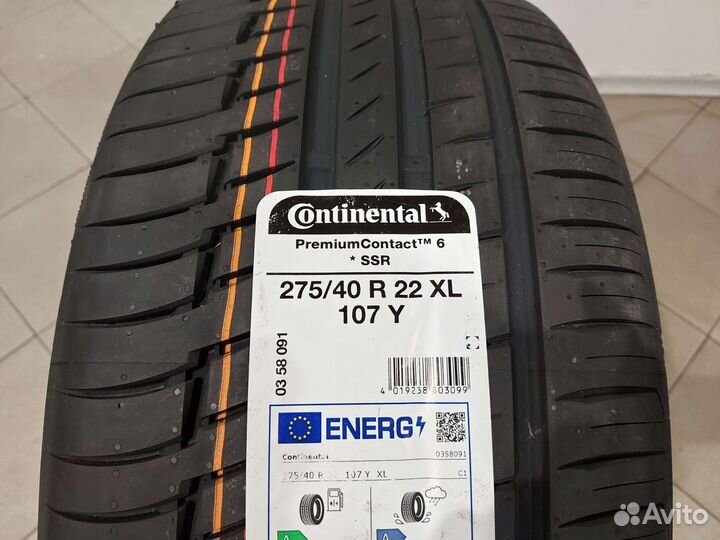 Continental
PremiumContact™ 6
* SSR
275/40 R 22 XL
107 Y
03 58 091
4 019238 803099
ENERG
Continental
0358091
275/40 R 22 107 Y XL
C1
A
A
Avito